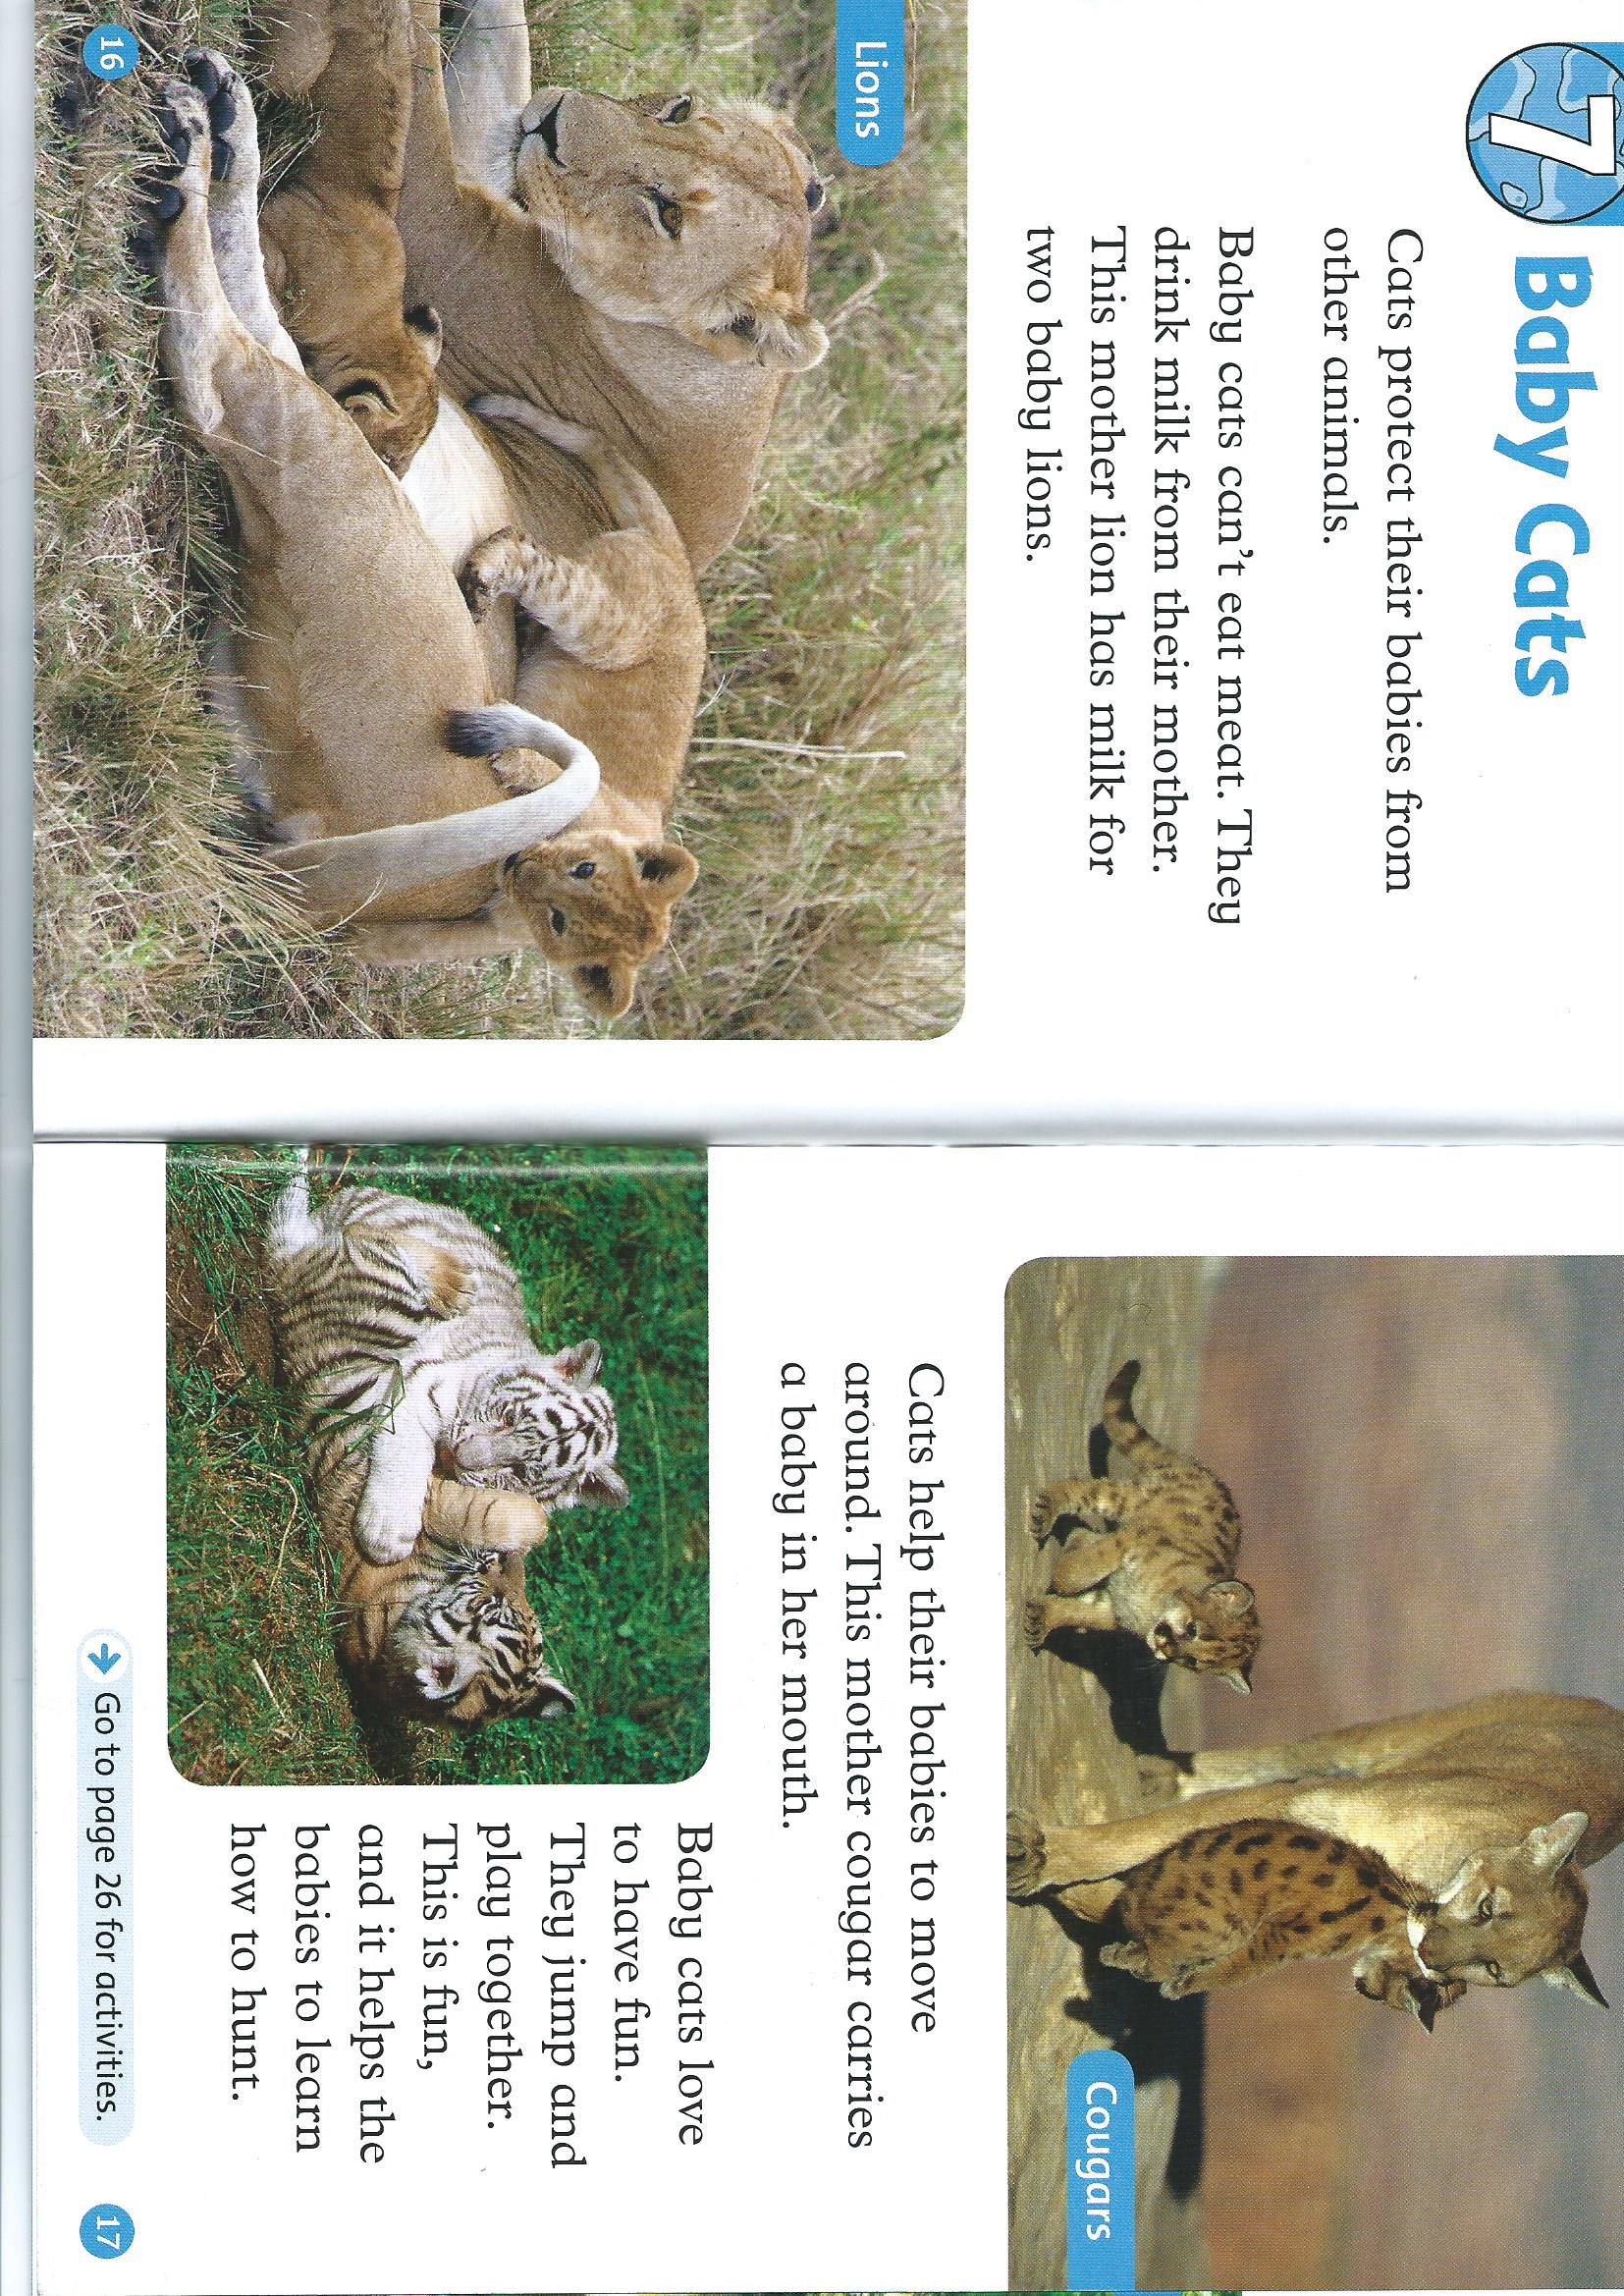 7 Baby Cats
Cats protect their babies from
other animals.
Baby cats can't eat meat. They
drink milk from their mother.
This mother lion has milk for
two baby lions.
Lions
16
Cougars
Cats help their babies to move
around. This mother cougar carries
a baby in her mouth.
Baby cats love
to have fun.
They jump and
play together.
This is fun,
and it helps the
babies to learn
how to hunt.
Go to page 26 for activities.
17